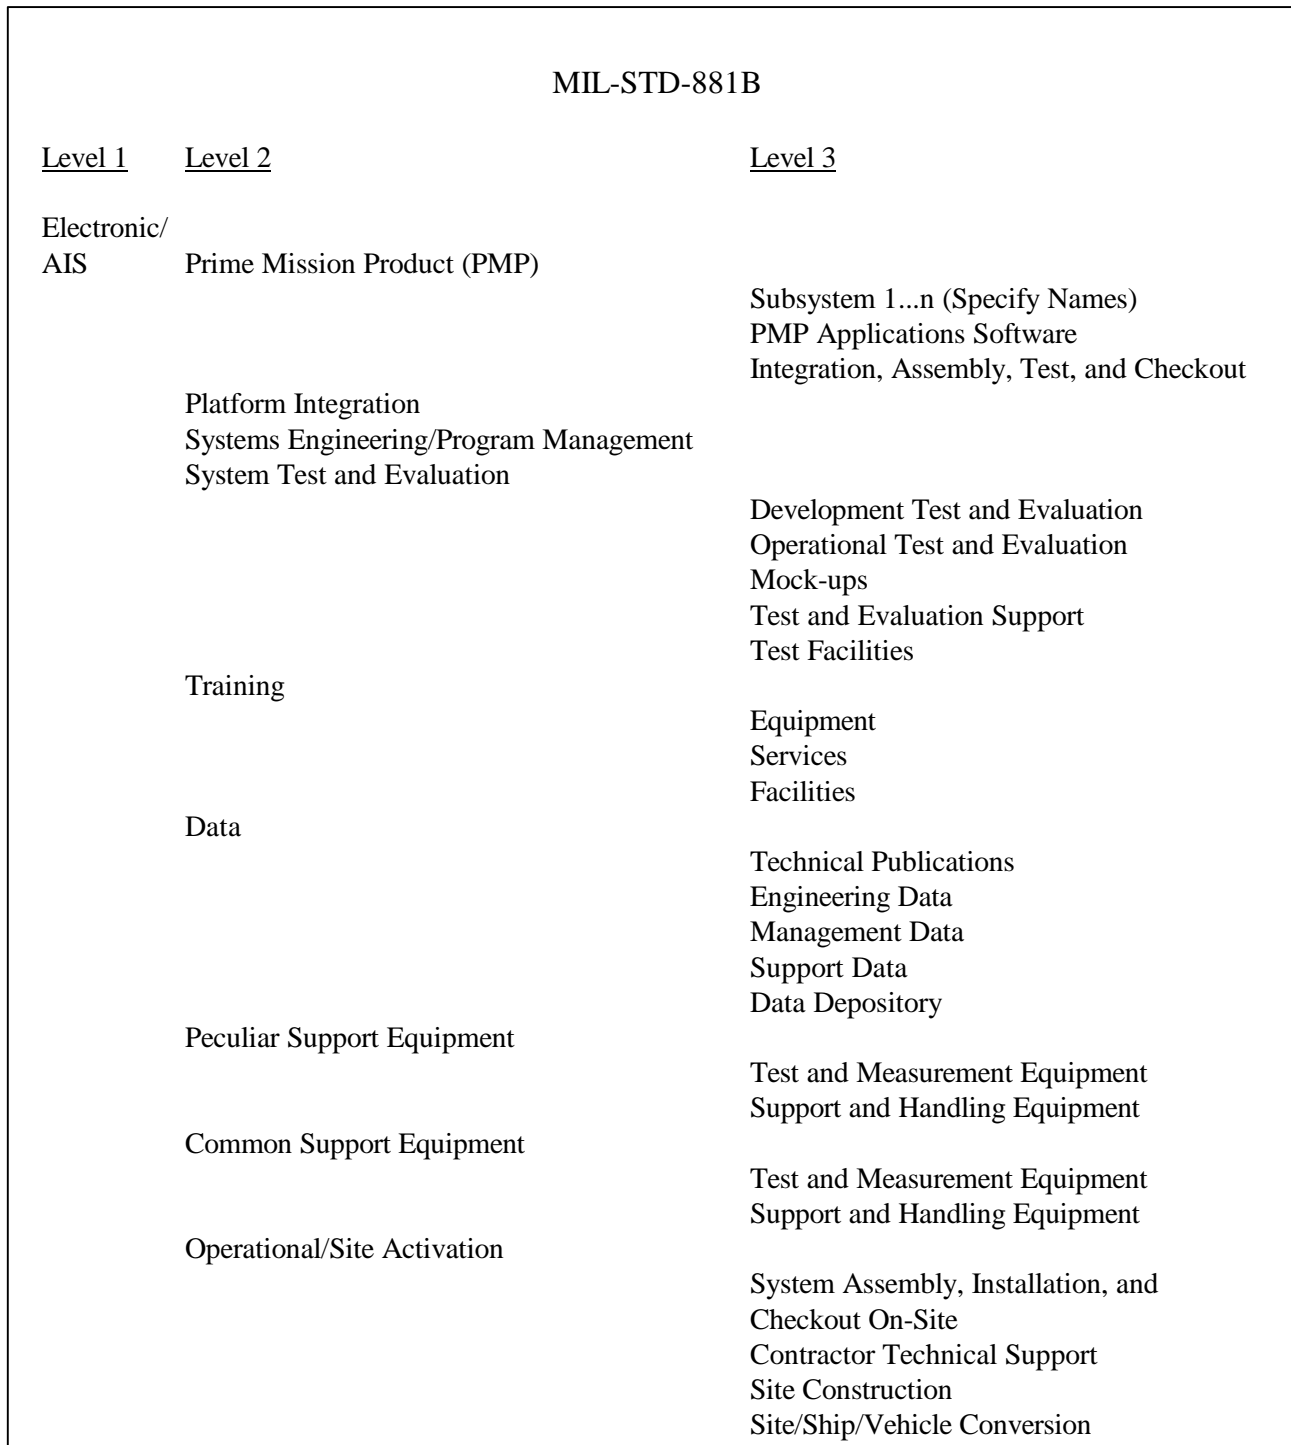 MIL-STD-881B
Level 1 Level 2 Level 3
Electronic/
AIS Prime Mission Product (PMP)
Subsystem 1...n (Specify Names)
PMP Applications Software
Integration, Assembly, Test, and Checkout
Platform Integration
Systems Engineering/Program Management
System Test and Evaluation
Development Test and Evaluation
Operational Test and Evaluation
Mock-ups
Test and Evaluation Support
Test Facilities
Training
Equipment
Services
Facilities
Data
Technical Publications
Engineering Data
Management Data
Support Data
Data Depository
Peculiar Support Equipment
Test and Measurement Equipment
Support and Handling Equipment
Common Support Equipment
Test and Measurement Equipment
Support and Handling Equipment
Operational/Site Activation
System Assembly, Installation, and
Checkout On-Site
Contractor Technical Support
Site Construction
Site/Ship/Vehicle Conversion